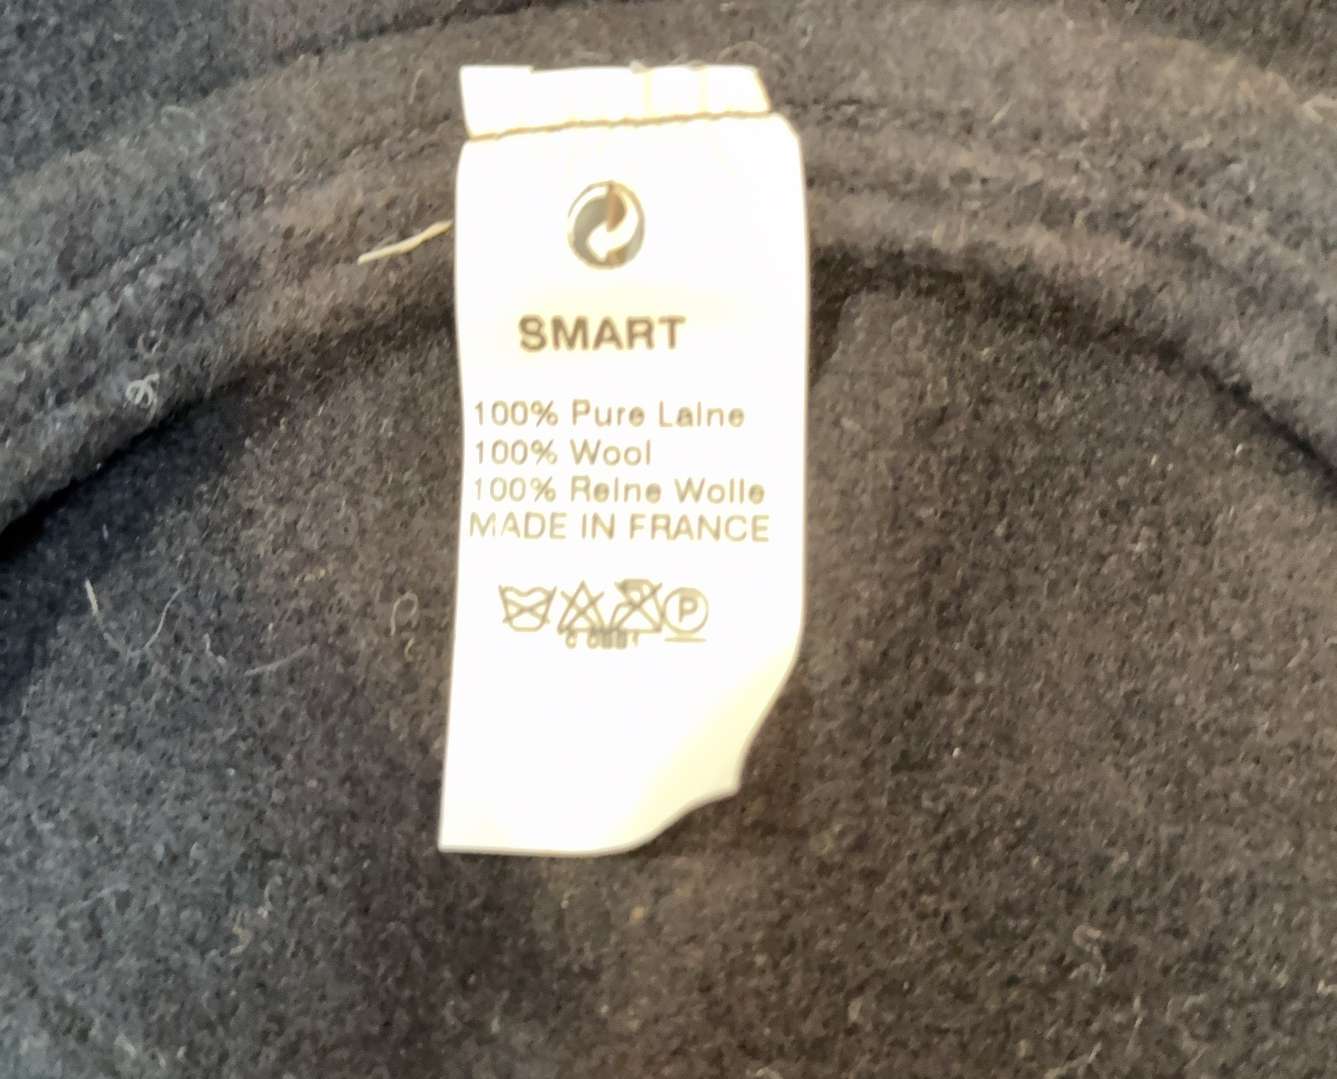 SMART
100% Pure Laine
100% Wool
100% Reine Wolle
MADE IN FRANCE
P